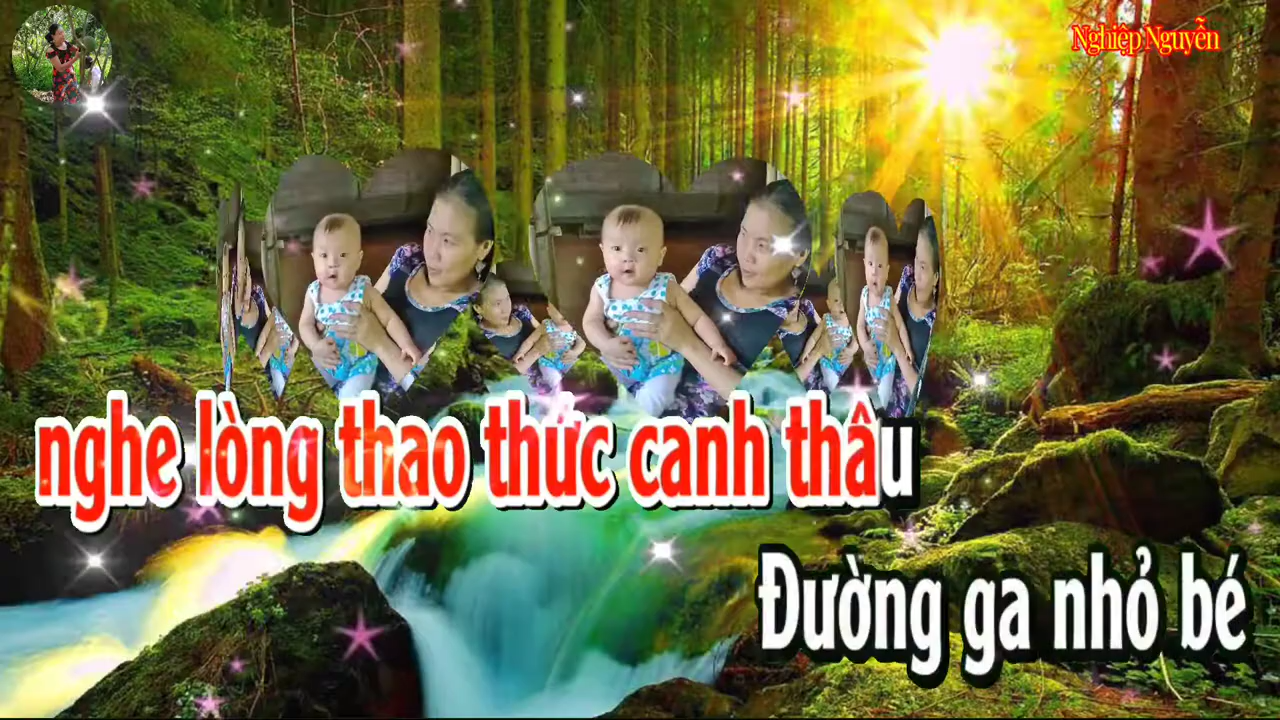 Nghiệp Nguyễn
nghe lòng thao thức canh thâu
Đường ga nhỏ bé